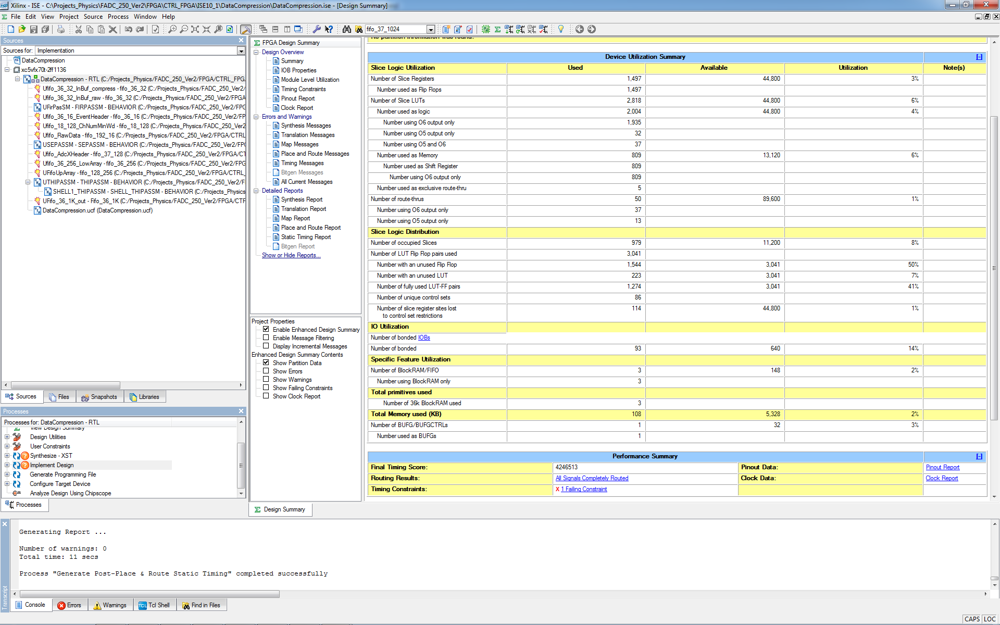 Xilinx - ISE - C:\Projects_Physics\FADC_250_Ver2\FPGA\CTRL_FPGA\ISE10_1\DataCompression\DataCompression.ise - [Design Summary]
File Edit View Project Source Process Window Help
fifo_37_1024
Sources
Sources for: Implementation
DataCompression
xc5vfx70t-2ff1136
DataCompression - RTL (C:/Projects_Physics/FADC_250_Ver2/FPGA/CTRL_FPG
Ufifo_36_32_InBuf_compress - fifo_36_32 (C:/Projects_Physics/FADC_250_Ver2/
Ufifo_36_32_InBuf_raw - fifo_36_32 (C:/Projects_Physics/FADC_250_Ver2/FPGA
UFirPasSM - FIRPASSM - BEHAVIOR (C:/Projects_Physics/FADC_250_Ver2/FPG
Ufifo_36_16_EventHeader - fifo_36_16 (C:/Projects_Physics/FADC_250_Ver2/FP
Ufifo_18_128_ChNumMinWd - fifo_18_128 (C:/Projects_Physics/FADC_250_Ver2
Ufifo_RawData - fifo_192_16 (C:/Projects_Physics/FADC_250_Ver2/FPGA/CTRL
USEPASSM - SEPASSM - BEHAVIOR (C:/Projects_Physics/FADC_250_Ver2/FPG
Ufifo_AdcXHeader - fifo_37_128 (C:/Projects_Physics/FADC_250_Ver2/FPGA/CT
Ufifo_36_256_LowArray - fifo_36_256 (C:/Projects_Physics/FADC_250_Ver2/FPG
UFifoUpArray - fifo_128_256 (C:/Projects_Physics/FADC_250_Ver2/FPGA/CTRL_
UTHIPASSM - THIPASSM - BEHAVIOR (C:/Projects_Physics/FADC_250_Ver2/F
SHELL1_THIPASSM - SHELL_THIPASSM - BEHAVIOR (C:/Projects_Physics
UFifo_36_1K_out - Fifo_36_1K (C:/Projects_Physics/FADC_250_Ver2/FPGA/CTF
DataCompression.ucf (DataCompression.ucf)
Sources Files Snapshots Libraries
Processes
Processes for: DataCompression - RTL
View Design Summary
Design Utilities
User Constraints
Synthesize - XST
Implement Design
Generate Programming File
Configure Target Device
Analyze Design Using Chipscope
Processes
FPGA Design Summary
Design Overview
Summary
IOB Properties
Module Level Utilization
Timing Constraints
Pinout Report
Clock Report
Errors and Warnings
Synthesis Messages
Translation Messages
Map Messages
Place and Route Messages
Timing Messages
Bitgen Messages
All Current Messages
Detailed Reports
Synthesis Report
Translation Report
Map Report
Place and Route Report
Static Timing Report
Bitgen Report
Show or Hide Reports...
Project Properties
Enable Enhanced Design Summary
Enable Message Filtering
Display Incremental Messages
Enhanced Design Summary Contents
Show Partition Data
Show Errors
Show Warnings
Show Failing Constraints
Show Clock Report
Design Summary
No partition information was found.
Device Utilization Summary [-]
Slice Logic Utilization Used Available Utilization Note(s)
Number of Slice Registers 1,497 44,800 3%
Number used as Flip Flops 1,497
Number of Slice LUTs 2,818 44,800 6%
Number used as logic 2,004 44,800 4%
Number using O6 output only 1,935
Number using O5 output only 32
Number using O5 and O6 37
Number used as Memory 809 13,120 6%
Number used as Shift Register 809
Number using O6 output only 809
Number used as exclusive route-thru 5
Number of route-thrus 50 89,600 1%
Number using O6 output only 37
Number using O5 output only 13
Slice Logic Distribution
Number of occupied Slices 979 11,200 8%
Number of LUT Flip Flop pairs used 3,041
Number with an unused Flip Flop 1,544 3,041 50%
Number with an unused LUT 223 3,041 7%
Number of fully used LUT-FF pairs 1,274 3,041 41%
Number of unique control sets 86
Number of slice register sites lost 114 44,800 1%
to control set restrictions
IO Utilization
Number of bonded IOBs
Number of bonded 93 640 14%
Specific Feature Utilization
Number of BlockRAM/FIFO 3 148 2%
Number using BlockRAM only 3
Total primitives used
Number of 36k BlockRAM used 3
Total Memory used (KB) 108 5,328 2%
Number of BUFG/BUFGCTRLs 1 32 3%
Number used as BUFGs 1
Performance Summary [-]
Final Timing Score: 4246513 Pinout Data: Pinout Report
Routing Results: All Signals Completely Routed Clock Data: Clock Report
Timing Constraints: X 1 Failing Constraint
Generating Report ...
Number of warnings: 0
Total time: 11 secs
Process "Generate Post-Place & Route Static Timing" completed successfully
Transcript
Console Errors Warnings TCL Tcl Shell Find in Files
CAPS LOC